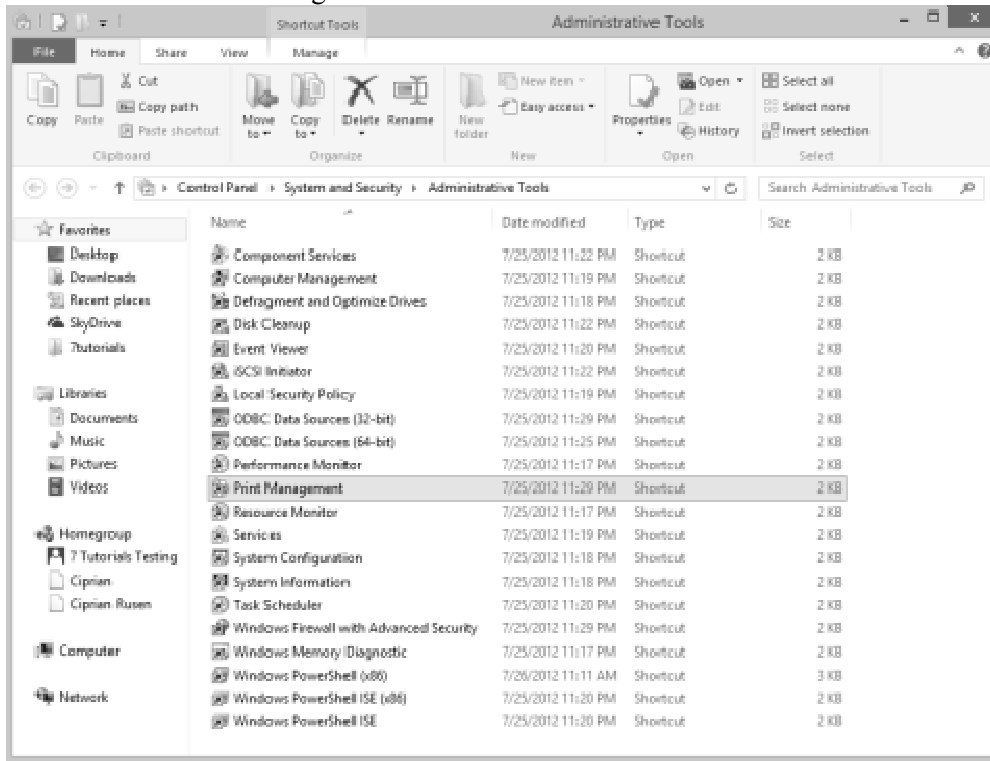 Shortcut Tools Administrative Tools
File Home Share View Manage
Copy Paste Cut Copy path Paste shortcut Move to Copy to Delete Rename New folder New item Easy access Properties Open Edit History Select all Select none Invert selection
Clipboard Organize New Open Select
Control Panel System and Security Administrative Tools Search Administrative Tools
Name Date modified Type Size
Favorites
Desktop
Downloads
Recent places
SkyDrive
7tutorials
Libraries
Documents
Music
Pictures
Videos
Homegroup
7 Tutorials Testing
Ciprian
Ciprian Rusen
Computer
Network
Component Services 7/25/2012 11:22 PM Shortcut 2 KB
Computer Management 7/25/2012 11:19 PM Shortcut 2 KB
Defragment and Optimize Drives 7/25/2012 11:18 PM Shortcut 2 KB
Disk Cleanup 7/25/2012 11:22 PM Shortcut 2 KB
Event Viewer 7/25/2012 11:20 PM Shortcut 2 KB
iSCSI Initiator 7/25/2012 11:22 PM Shortcut 2 KB
Local Security Policy 7/25/2012 11:19 PM Shortcut 2 KB
ODBC Data Sources (32-bit) 7/25/2012 11:29 PM Shortcut 2 KB
ODBC Data Sources (64-bit) 7/25/2012 11:25 PM Shortcut 2 KB
Performance Monitor 7/25/2012 11:17 PM Shortcut 2 KB
Print Management 7/25/2012 11:29 PM Shortcut 2 KB
Resource Monitor 7/25/2012 11:17 PM Shortcut 2 KB
Services 7/25/2012 11:19 PM Shortcut 2 KB
System Configuration 7/25/2012 11:18 PM Shortcut 2 KB
System Information 7/25/2012 11:18 PM Shortcut 2 KB
Task Scheduler 7/25/2012 11:20 PM Shortcut 2 KB
Windows Firewall with Advanced Security 7/25/2012 11:29 PM Shortcut 2 KB
Windows Memory Diagnostic 7/25/2012 11:17 PM Shortcut 2 KB
Windows PowerShell (x86) 7/26/2012 11:11 AM Shortcut 3 KB
Windows PowerShell ISE (x86) 7/25/2012 11:20 PM Shortcut 2 KB
Windows PowerShell ISE 7/25/2012 11:20 PM Shortcut 2 KB